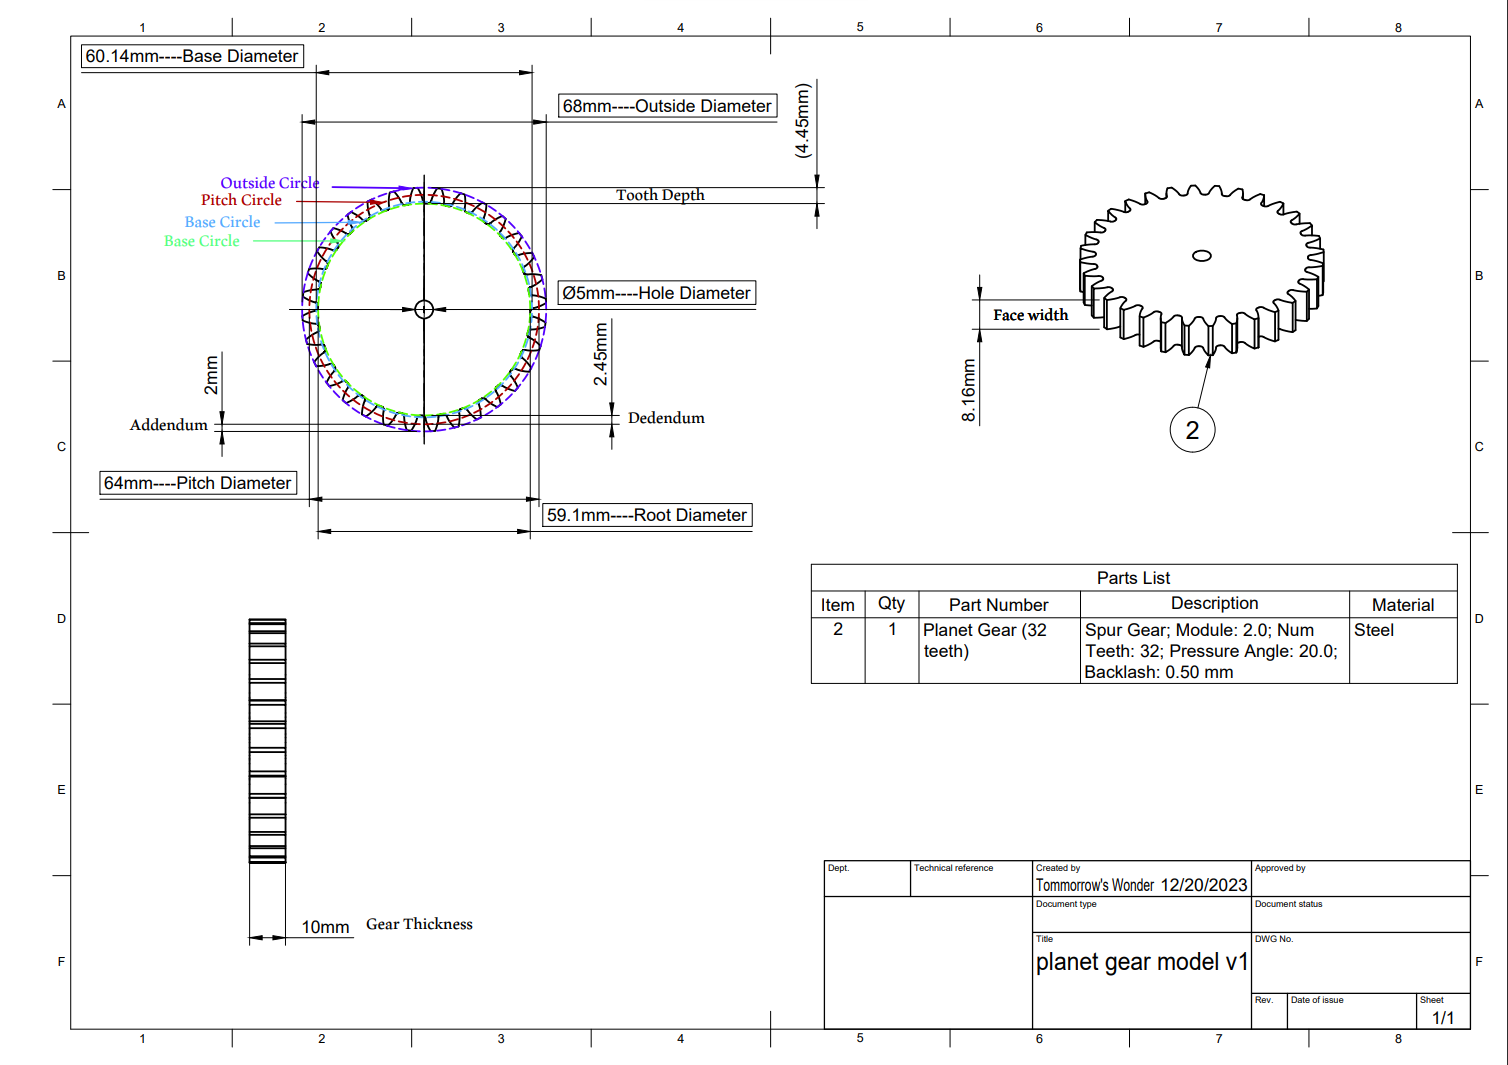 1 2 3 4 5 6 7 8
60.14mm----Base Diameter
68mm----Outside Diameter
(4.45mm)
A A
Outside Circle
Pitch Circle
Base Circle
Base Circle
Tooth Depth
B B
Ø5mm----Hole Diameter
Face width
8.16mm
2
2mm
2.45mm
Addendum
Dedendum
C C
64mm----Pitch Diameter
59.1mm----Root Diameter
Parts List
Item Qty Part Number Description Material
2 1 Planet Gear (32 Spur Gear; Module: 2.0; Num Steel
teeth) Teeth: 32; Pressure Angle: 20.0;
Backlash: 0.50 mm
D D
E E
10mm Gear Thickness
F F
Dept. Technical reference Created by Approved by
Tommorrow's Wonder 12/20/2023
Document type Document status
Title DWG No.
planet gear model v1
Rev. Date of issue Sheet
1/1
1 2 3 4 5 6 7 8